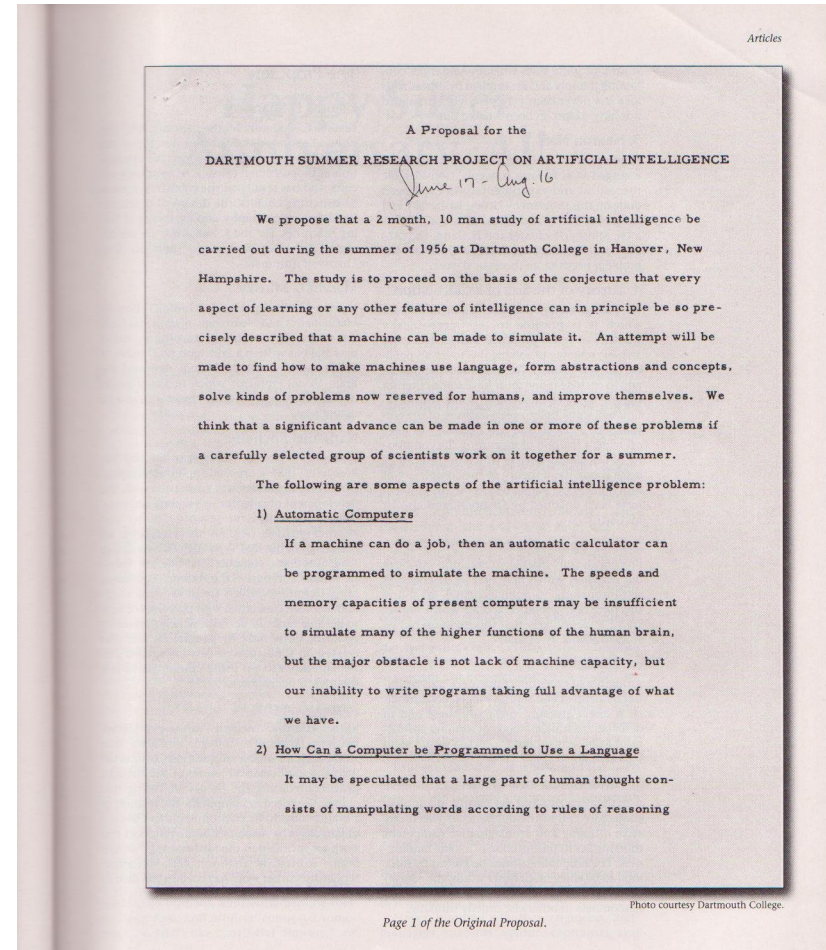 Articles
A Proposal for the
DARTMOUTH SUMMER RESEARCH PROJECT ON ARTIFICIAL INTELLIGENCE
June 17 - Aug. 16
We propose that a 2 month, 10 man study of artificial intelligence be
carried out during the summer of 1956 at Dartmouth College in Hanover, New
Hampshire. The study is to proceed on the basis of the conjecture that every
aspect of learning or any other feature of intelligence can in principle be so pre-
cisely described that a machine can be made to simulate it. An attempt will be
made to find how to make machines use language, form abstractions and concepts,
solve kinds of problems now reserved for humans, and improve themselves. We
think that a significant advance can be made in one or more of these problems if
a carefully selected group of scientists work on it together for a summer.
The following are some aspects of the artificial intelligence problem:
1) Automatic Computers
If a machine can do a job, then an automatic calculator can
be programmed to simulate the machine. The speeds and
memory capacities of present computers may be insufficient
to simulate many of the higher functions of the human brain,
but the major obstacle is not lack of machine capacity, but
our inability to write programs taking full advantage of what
we have.
2) How Can a Computer be Programmed to Use a Language
It may be speculated that a large part of human thought con-
sists of manipulating words according to rules of reasoning
Photo courtesy Dartmouth College.
Page 1 of the Original Proposal.